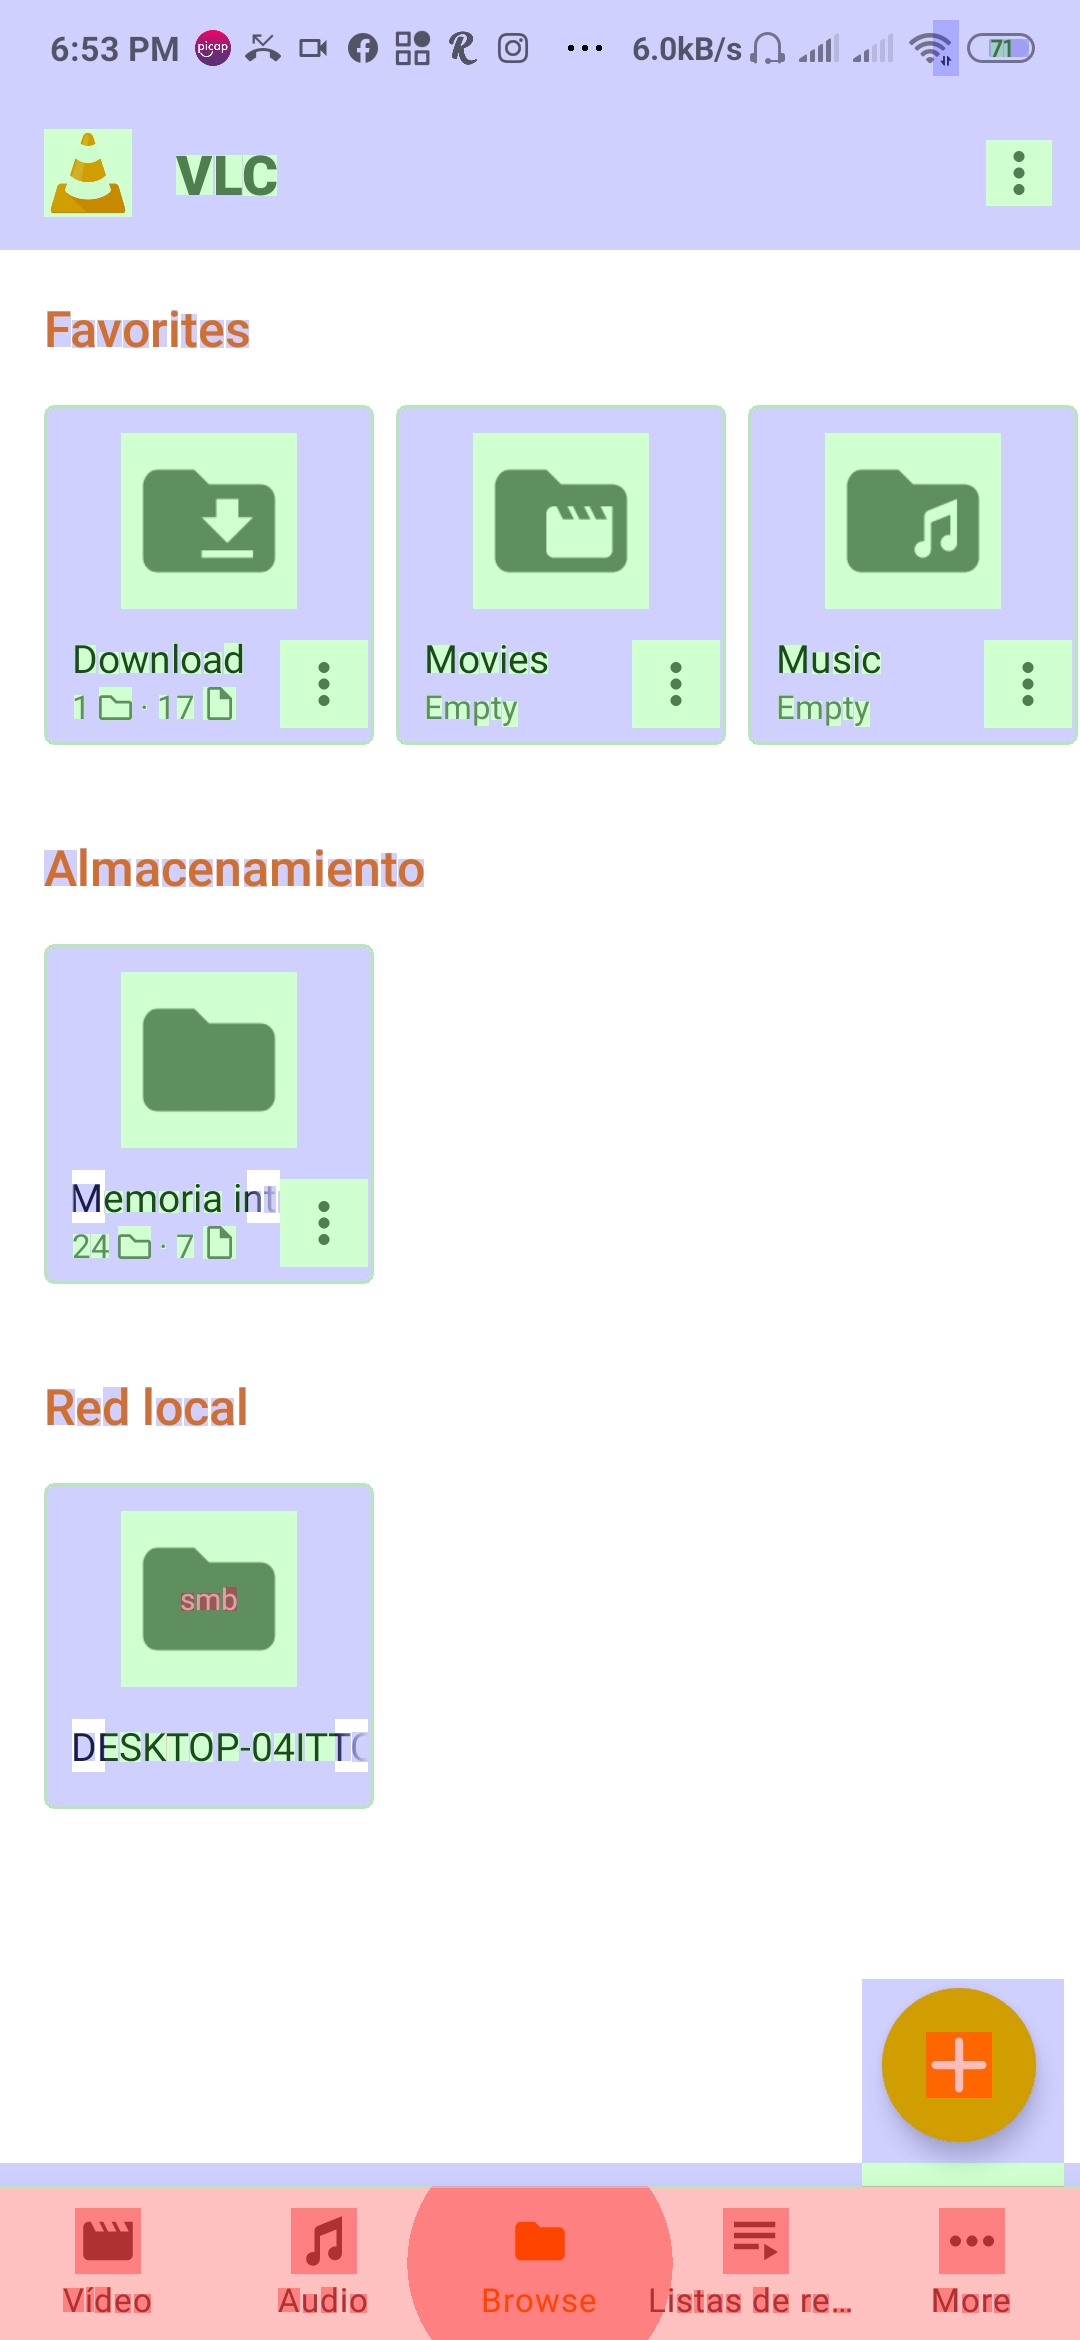 6:53 PM picap 6.0kB/s 71
VLC
Favorites
Download
1 · 17
Movies
Empty
Music
Empty
Almacenamiento
Memoria int
24 · 7
Red local
smb
DESKTOP-04ITT
Vídeo
Audio
Browse
Listas de re...
More